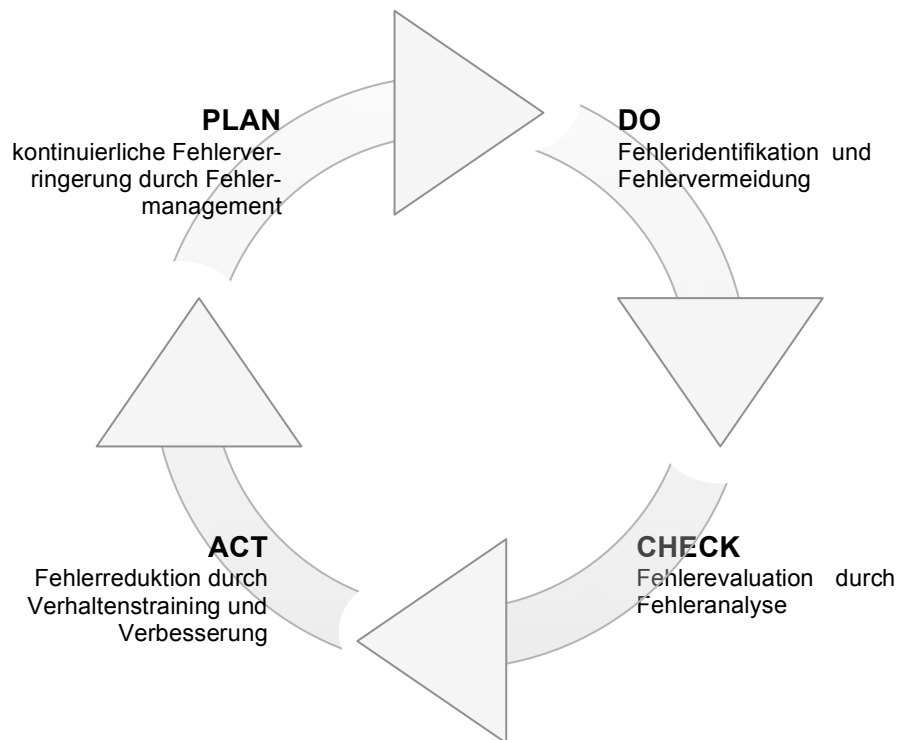 PLAN
kontinuierliche Fehlerver-
ringerung durch Fehler-
management
DO
Fehleridentifikation und
Fehlervermeidung
CHECK
Fehlerevaluation durch
Fehleranalyse
ACT
Fehlerreduktion durch
Verhaltenstraining und
Verbesserung